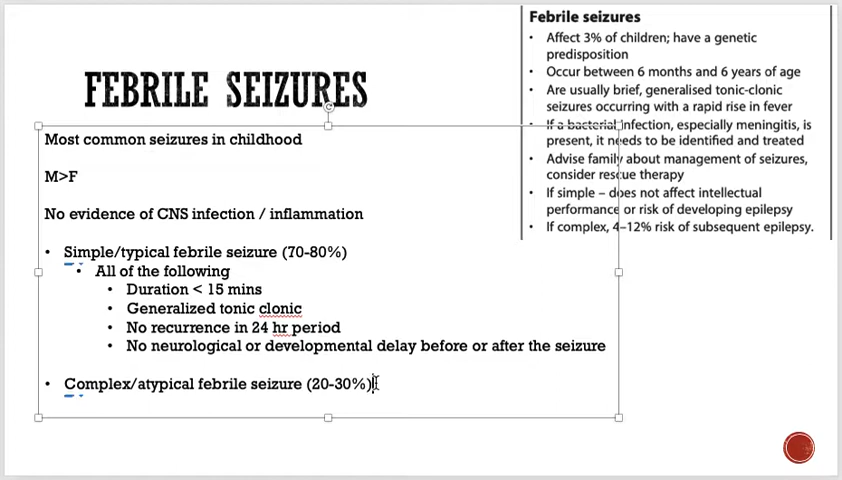 FEBRILE SEIZURES
Most common seizures in childhood
M>F
No evidence of CNS infection / inflammation
• Simple/typical febrile seizure (70-80%)
• All of the following
• Duration < 15 mins
• Generalized tonic clonic
• No recurrence in 24 hr period
• No neurological or developmental delay before or after the seizure
• Complex/atypical febrile seizure (20-30%)
Febrile seizures
• Affect 3% of children; have a genetic
predisposition
• Occur between 6 months and 6 years of age
• Are usually brief, generalised tonic-clonic
seizures occurring with a rapid rise in fever
• If a bacterial infection, especially meningitis, is
present, it needs to be identified and treated
• Advise family about management of seizures,
consider rescue therapy
• If simple – does not affect intellectual
performance or risk of developing epilepsy
• If complex, 4–12% risk of subsequent epilepsy.